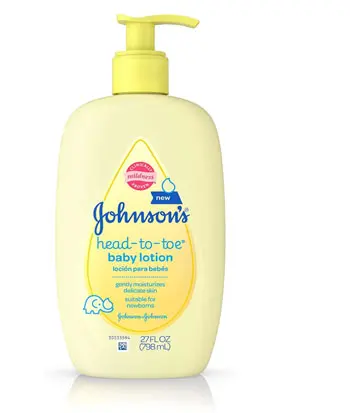 CLINICALLY
mildness
PROVEN
new
Johnson's
head-to-toe®
baby lotion
loción para bebés
gently moisturizes
delicate skin
suitable for
newborns
Johnson-Johnson
27 FL OZ
(798 mL)